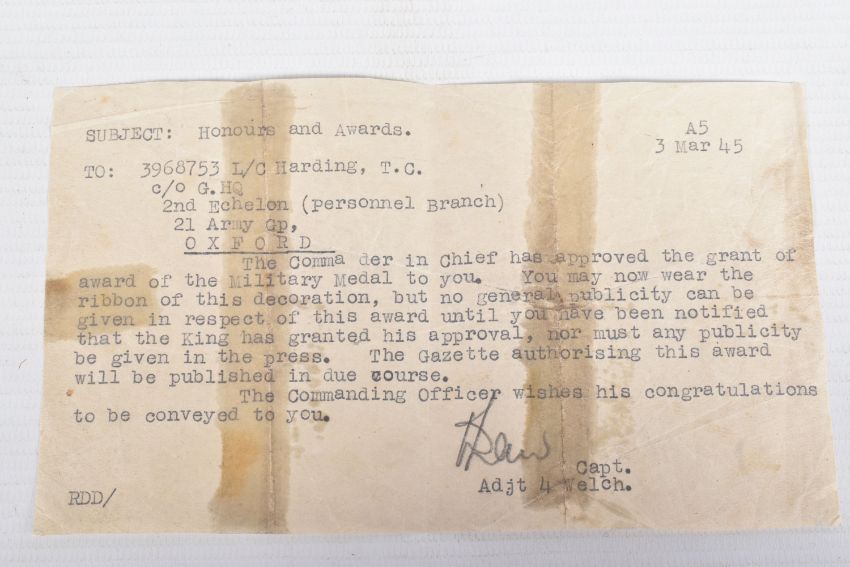 SUBJECT: Honours and Awards.
A5
3 Mar 45
TO: 3968753 L/C Harding, T.C.
c/o G.HQ
2nd Echelon (personnel Branch)
21 Army Gp,
OXFORD
The Comma der in Chief has approved the grant of
award of the Military Medal to you. You may now wear the
ribbon of this decoration, but no general publicity can be
given in respect of this award until you have been notified
that the King has granted his approval, nor must any publicity
be given in the press. The Gazette authorising this award
will be published in due course.
The Commanding Officer wishes his congratulations
to be conveyed to you.
Capt.
Adjt 4 Welch.
RDD/